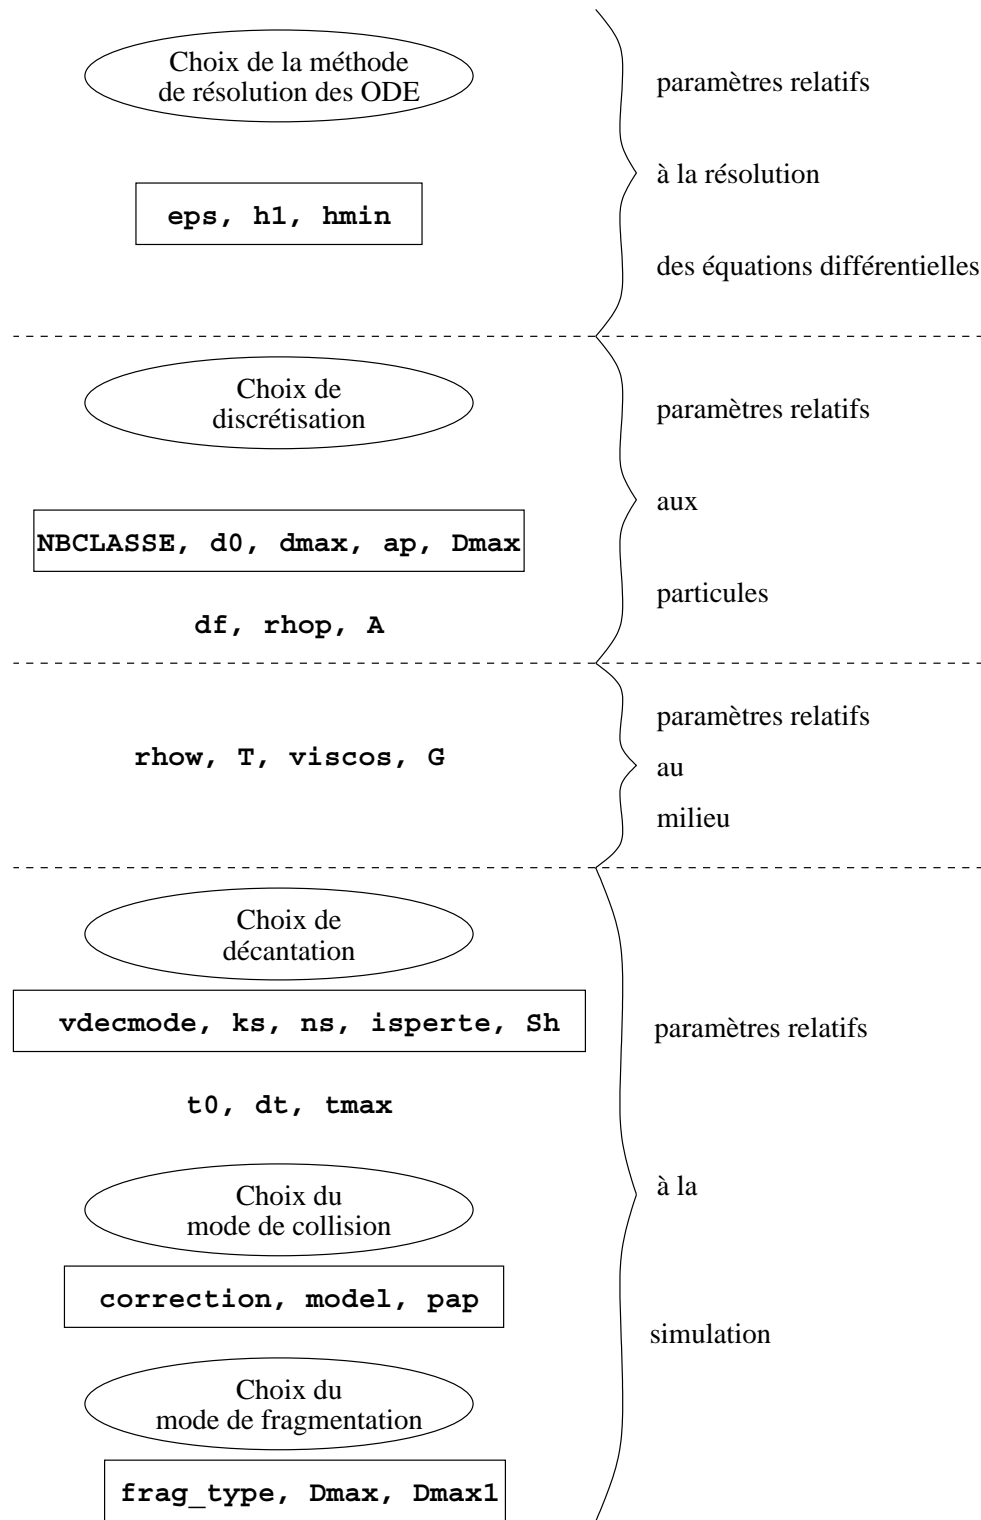 Choix de la méthode
de résolution des ODE
paramètres relatifs
à la résolution
eps, h1, hmin
des équations différentielles
Choix de
discrétisation
paramètres relatifs
aux
NBCLASSE, d0, dmax, ap, Dmax
particules
df, rhop, A
paramètres relatifs
rhow, T, viscos, G
au
milieu
Choix de
décantation
vdecmode, ks, ns, isperte, Sh
paramètres relatifs
t0, dt, tmax
Choix du
mode de collision
à la
correction, model, pap
simulation
Choix du
mode de fragmentation
frag_type, Dmax, Dmax1